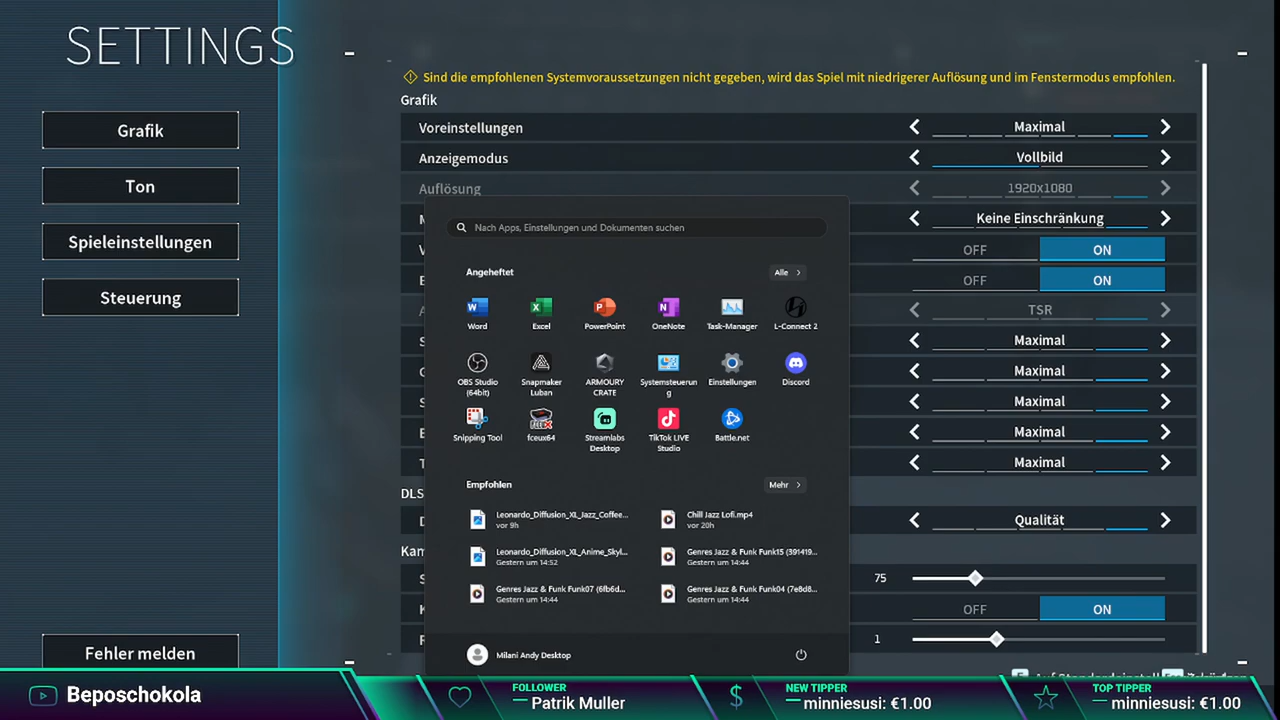 SETTINGS
Grafik
Ton
Spieleinstellungen
Steuerung
Fehler melden
Sind die empfohlenen Systemvoraussetzungen nicht gegeben, wird das Spiel mit niedrigerer Auflösung und im Fenstermodus empfohlen.
Grafik
Voreinstellungen Maximal
Anzeigemodus Vollbild
Auflösung 1920x1080
Keine Einschränkung
OFF ON
OFF ON
TSR
Maximal
Maximal
Maximal
Maximal
Maximal
DLS
Qualität
Kam
75
OFF ON
1
Nach Apps, Einstellungen und Dokumenten suchen
Angeheftet Alle
Word Excel PowerPoint OneNote Task-Manager L-Connect 2
OBS Studio (64bit) Snapmaker Luban ARMOURY CRATE Systemsteuerung Einstellungen Discord
Snipping Tool fceux64 Streamlabs Desktop TikTok LIVE Studio Battle.net
Empfohlen Mehr
Leonardo_Diffusion_XL_Jazz_Coffee...
vor 9h
Chill Jazz Lofi.mp4
vor 20h
Leonardo_Diffusion_XL_Anime_Skyl...
Gestern um 14:52
Genres Jazz & Funk Funk15 (391419...
Gestern um 14:44
Genres Jazz & Funk Funk07 (6fb6d...
Gestern um 14:44
Genres Jazz & Funk Funk04 (7e8d8...
Gestern um 14:44
Milani Andy Desktop
Beposchokola
FOLLOWER
Patrik Muller
NEW TIPPER
minniesusi: €1.00
TOP TIPPER
minniesusi: €1.00